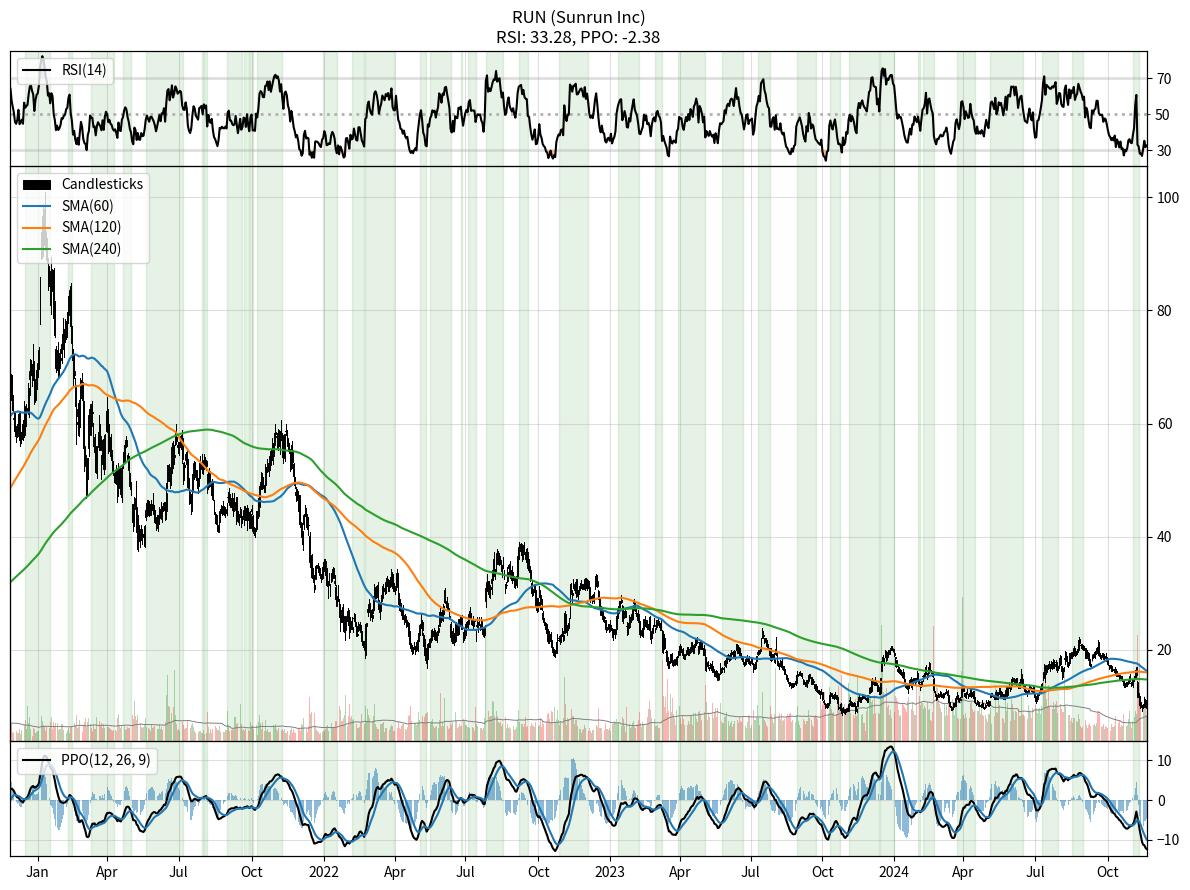 RUN (Sunrun Inc)
RSI: 33.28, PPO: -2.38
RSI(14)
70
50
30
Candlesticks
SMA(60)
SMA(120)
SMA(240)
100
80
60
40
20
PPO(12, 26, 9)
10
0
−10
Jan Apr Jul Oct 2022 Apr Jul Oct 2023 Apr Jul Oct 2024 Apr Jul Oct